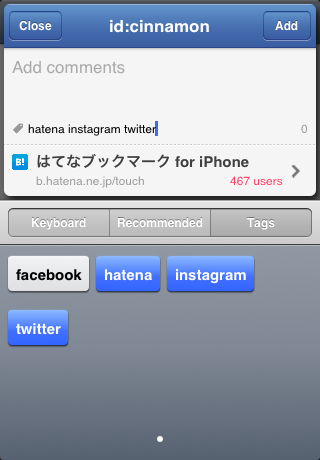 Close id:cinnamon Add
Add comments
hatena instagram twitter 0
B! はてなブックマーク for iPhone
b.hatena.ne.jp/touch 467 users
Keyboard Recommended Tags
facebook hatena instagram
twitter